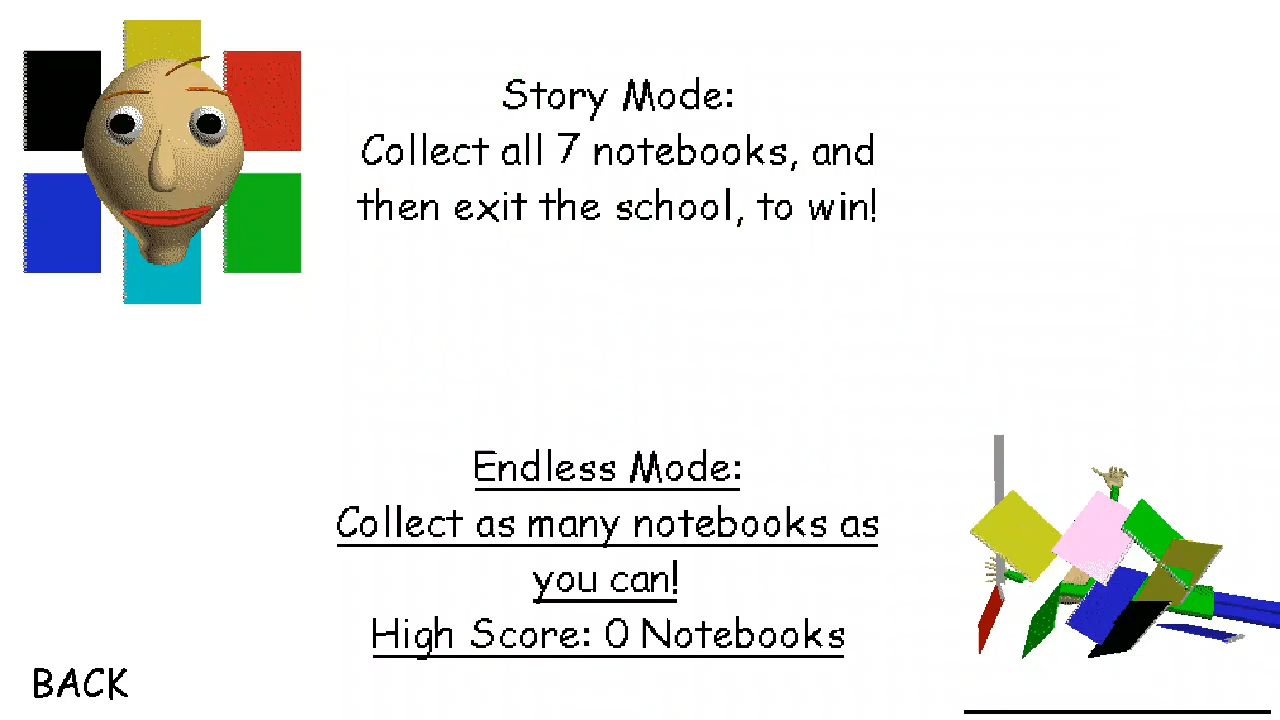 Story Mode:
Collect all 7 notebooks, and
then exit the school, to win!
Endless Mode:
Collect as many notebooks as
you can!
High Score: 0 Notebooks
BACK